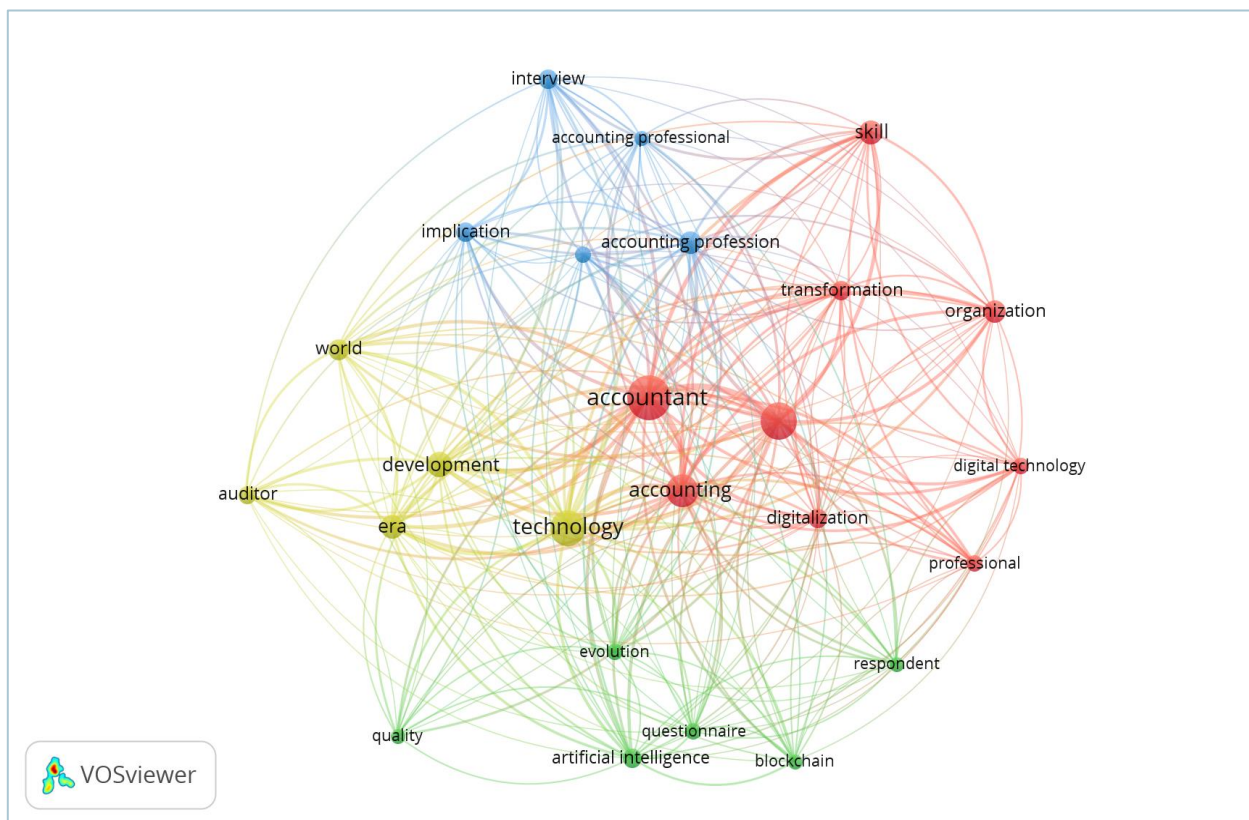 interview
accounting professional
skill
implication
accounting profession
transformation
organization
world
accountant
development
digital technology
auditor
accounting
era
technology
digitalization
professional
evolution
respondent
quality
questionnaire
artificial intelligence
blockchain
VOSviewer